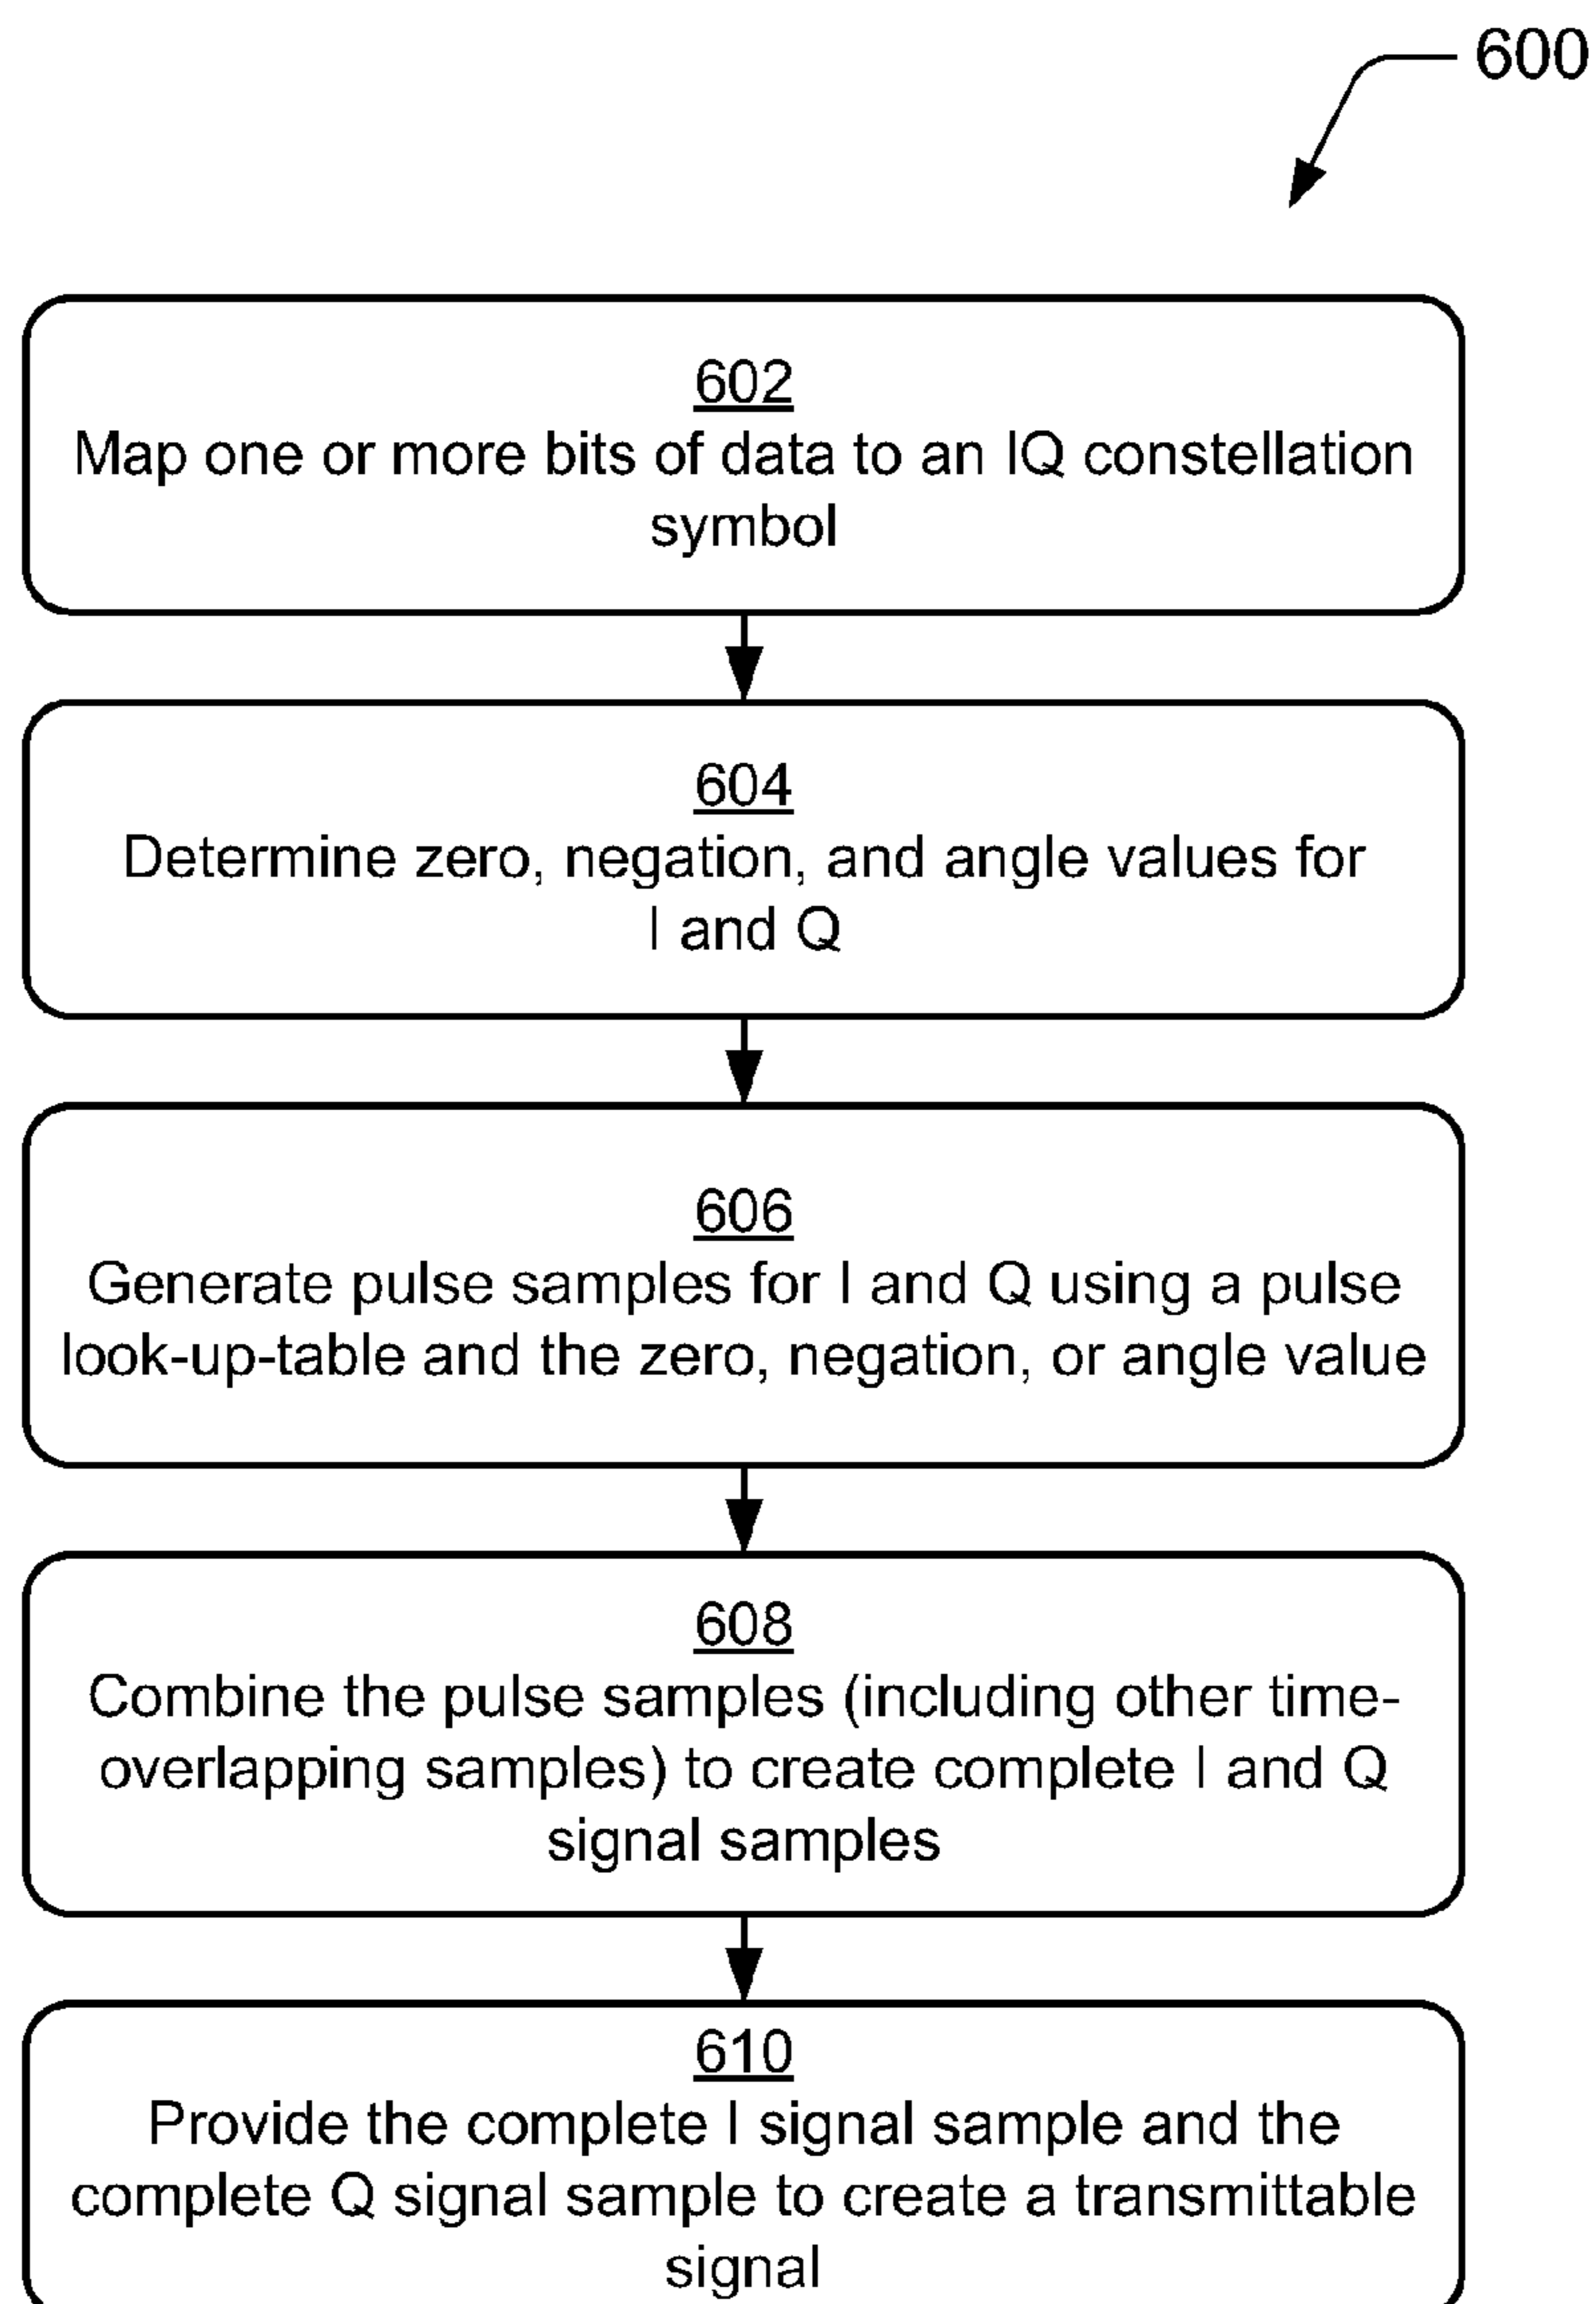 600
602
Map one or more bits of data to an IQ constellation
symbol
604
Determine zero, negation, and angle values for
I and Q
606
Generate pulse samples for I and Q using a pulse
look-up-table and the zero, negation, or angle value
608
Combine the pulse samples (including other time-
overlapping samples) to create complete I and Q
signal samples
610
Provide the complete I signal sample and the
complete Q signal sample to create a transmittable
signal